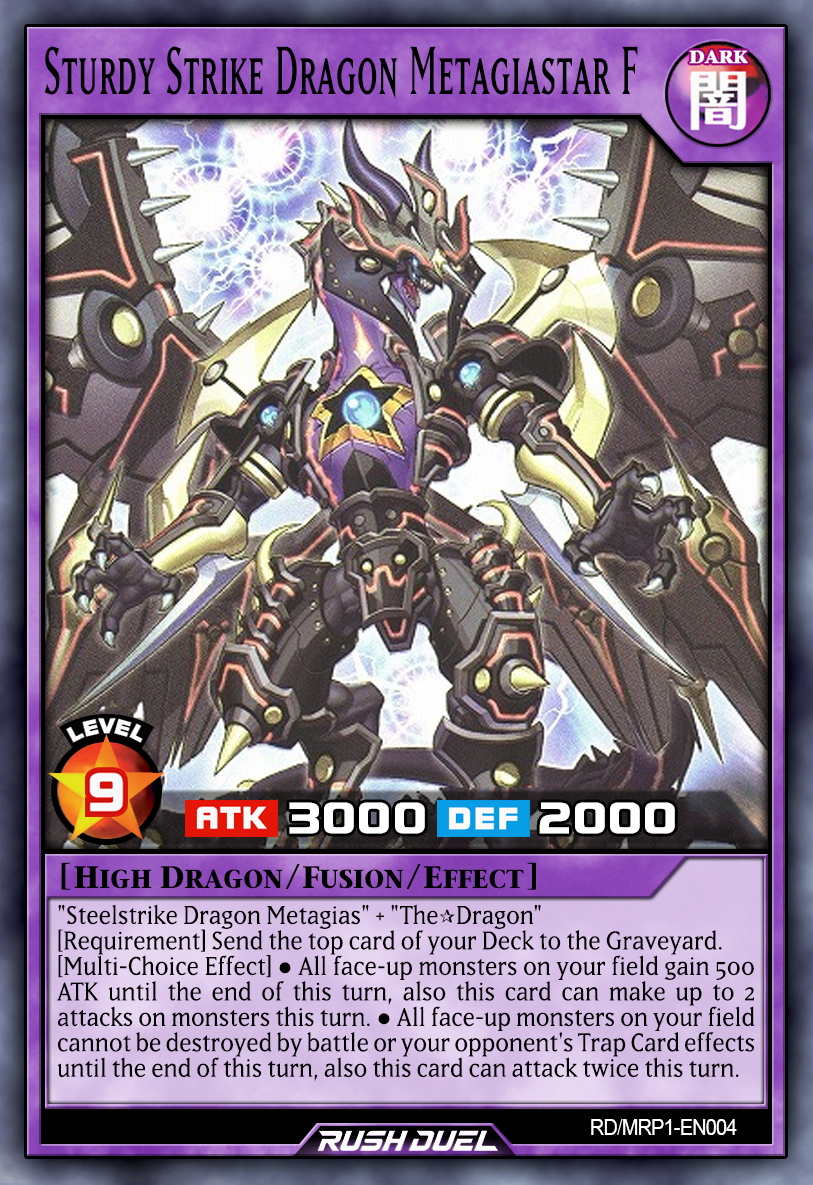 Sturdy Strike Dragon Metagiastar F
DARK
闇
LEVEL
9
ATK 3000 DEF 2000
[High Dragon/Fusion/Effect]
"Steelstrike Dragon Metagias" + "The✰Dragon"
[Requirement] Send the top card of your Deck to the Graveyard.
[Multi-Choice Effect] ● All face-up monsters on your field gain 500
ATK until the end of this turn, also this card can make up to 2
attacks on monsters this turn. ● All face-up monsters on your field
cannot be destroyed by battle or your opponent's Trap Card effects
until the end of this turn, also this card can attack twice this turn.
RD/MRP1-EN004
RUSH DUEL